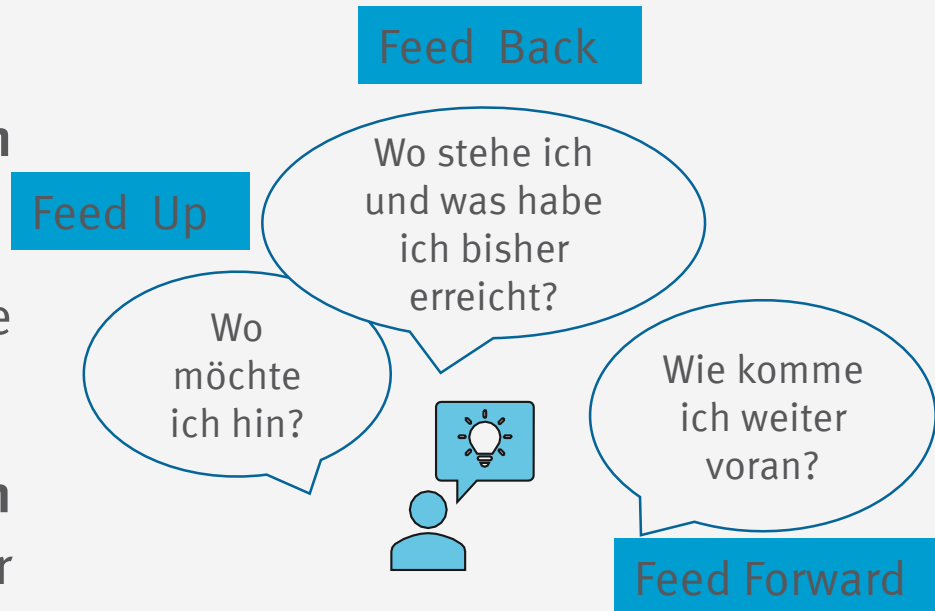 Feed Back
Wo stehe ich
und was habe
ich bisher
erreicht?
Feed Up
Wo
möchte
ich hin?
Wie komme
ich weiter
voran?
Feed Forward